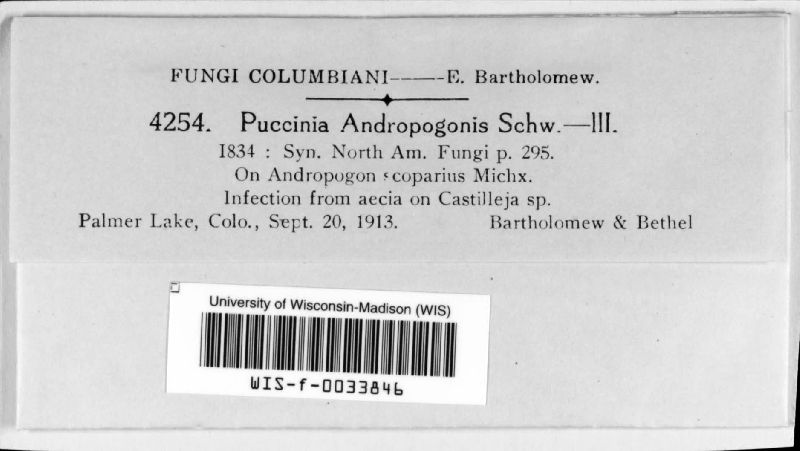 FUNGI COLUMBIANI——E. Bartholomew.
4254. Puccinia Andropogonis Schw.—III.
1834 : Syn. North Am. Fungi p. 295.
On Andropogon scoparius Michx.
Infection from aecia on Castilleja sp.
Palmer Lake, Colo., Sept. 20, 1913. Bartholomew & Bethel
University of Wisconsin-Madison (WIS)
WIS-f-0033846